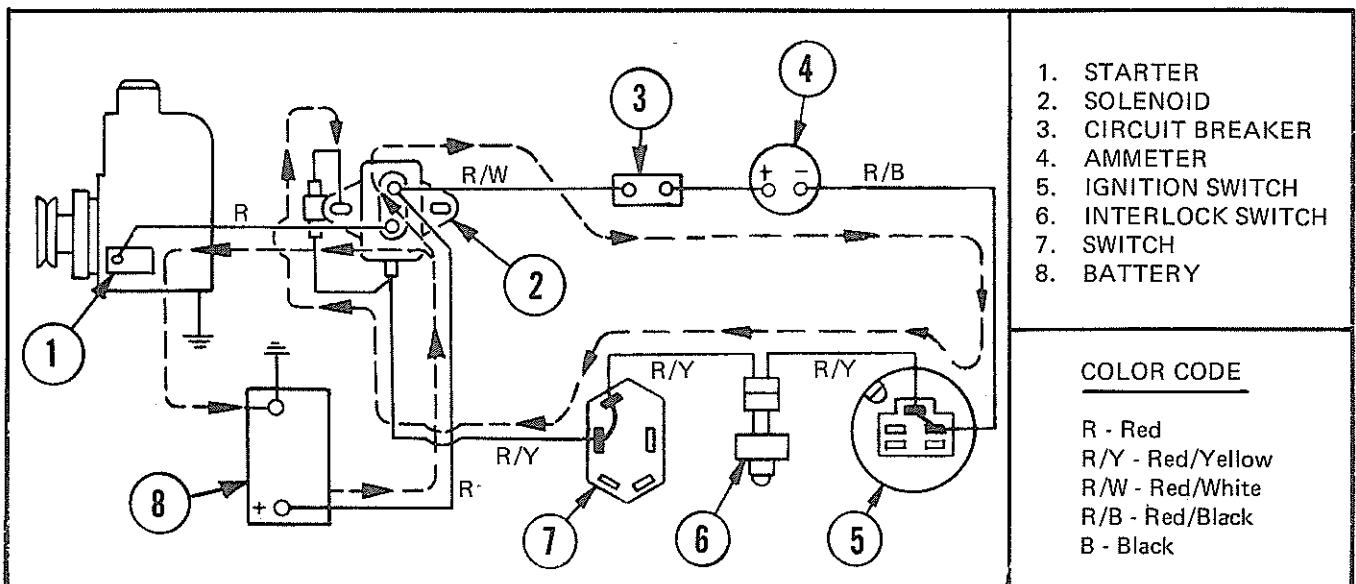 4
3
1. STARTER
2. SOLENOID
3. CIRCUIT BREAKER
4. AMMETER
5. IGNITION SWITCH
6. INTERLOCK SWITCH
7. SWITCH
8. BATTERY
R/W
+ -
R/B
R
2
1
R/Y
R/Y
COLOR CODE
R - Red
R/Y - Red/Yellow
R/W - Red/White
R/B - Red/Black
B - Black
R/Y
8
+
R
7
6
5